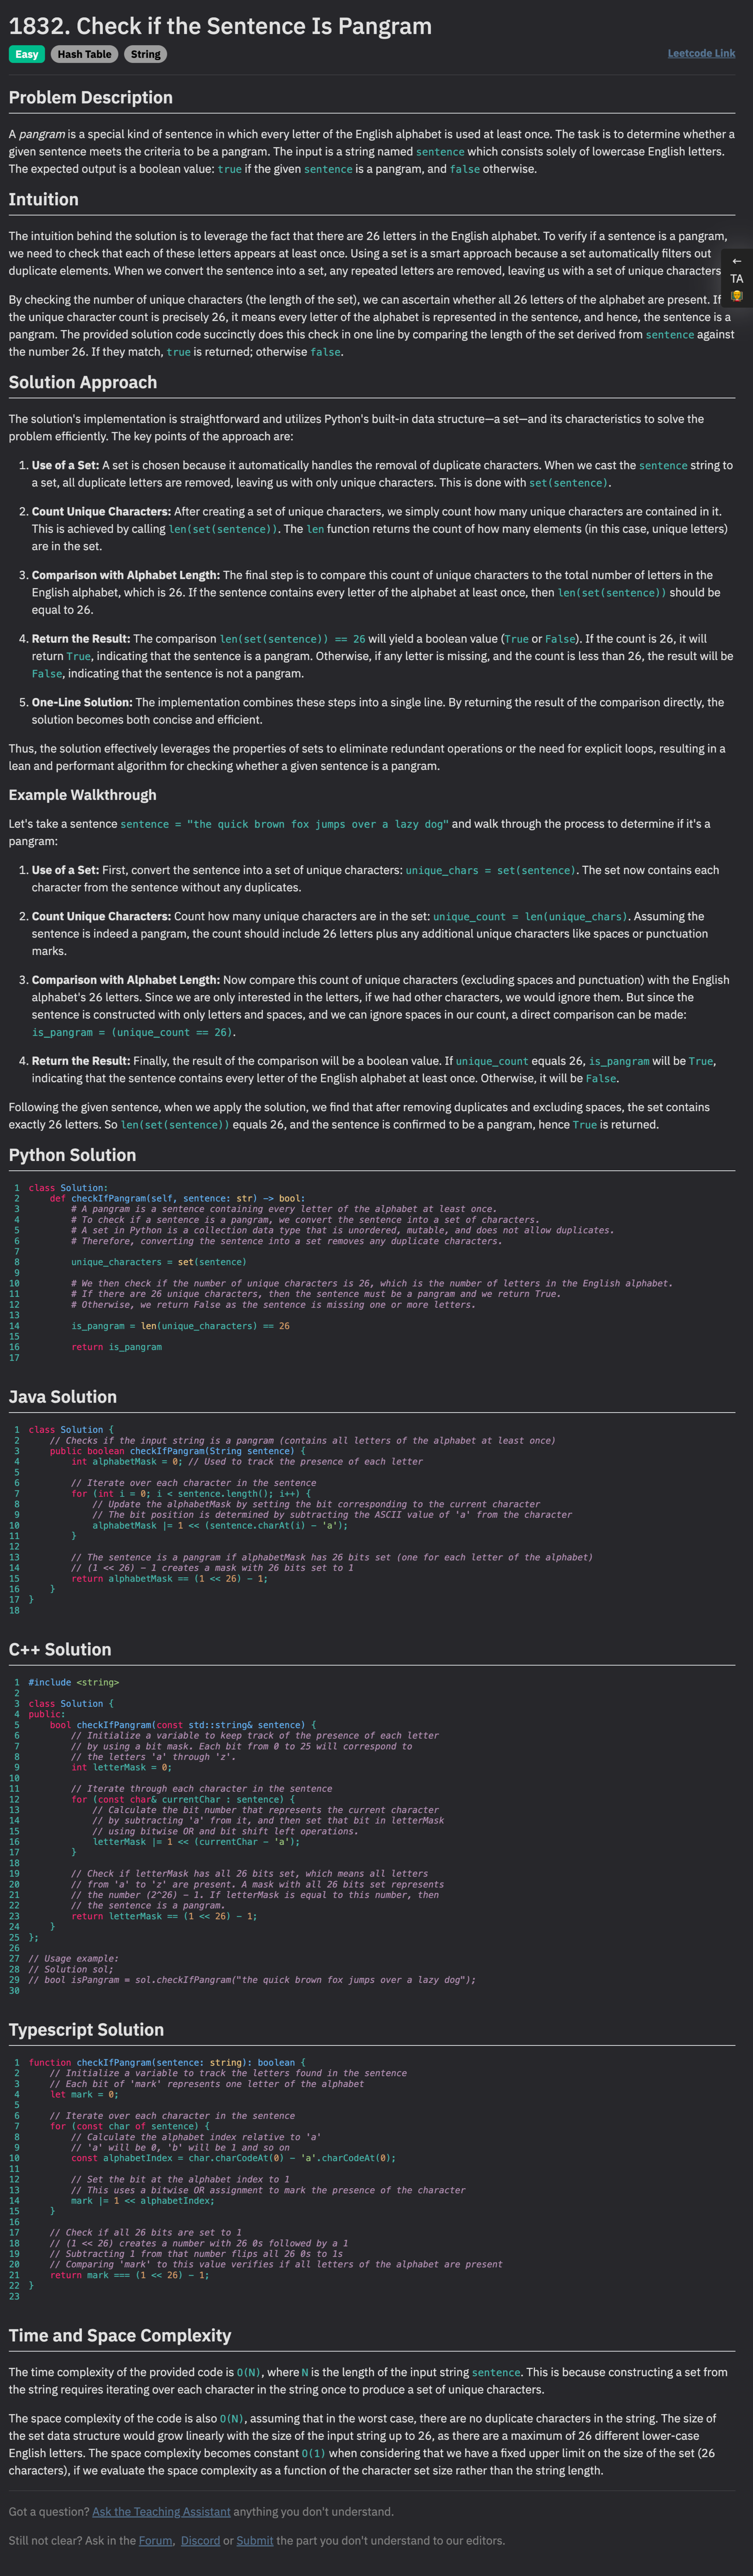 1832. Check if the Sentence Is Pangram
Easy Hash Table String Leetcode Link
Problem Description
A pangram is a special kind of sentence in which every letter of the English alphabet is used at least once. The task is to determine whether a
given sentence meets the criteria to be a pangram. The input is a string named sentence which consists solely of lowercase English letters.
The expected output is a boolean value: true if the given sentence is a pangram, and false otherwise.
Intuition
The intuition behind the solution is to leverage the fact that there are 26 letters in the English alphabet. To verify if a sentence is a pangram,
we need to check that each of these letters appears at least once. Using a set is a smart approach because a set automatically filters out
duplicate elements. When we convert the sentence into a set, any repeated letters are removed, leaving us with a set of unique characters
←
TA
By checking the number of unique characters (the length of the set), we can ascertain whether all 26 letters of the alphabet are present. If
the unique character count is precisely 26, it means every letter of the alphabet is represented in the sentence, and hence, the sentence is a
pangram. The provided solution code succinctly does this check in one line by comparing the length of the set derived from sentence against
the number 26. If they match, true is returned; otherwise false.
Solution Approach
The solution's implementation is straightforward and utilizes Python's built-in data structure—a set—and its characteristics to solve the
problem efficiently. The key points of the approach are:
1. Use of a Set: A set is chosen because it automatically handles the removal of duplicate characters. When we cast the sentence string to
a set, all duplicate letters are removed, leaving us with only unique characters. This is done with set(sentence).
2. Count Unique Characters: After creating a set of unique characters, we simply count how many unique characters are contained in it.
This is achieved by calling len(set(sentence)). The len function returns the count of how many elements (in this case, unique letters)
are in the set.
3. Comparison with Alphabet Length: The final step is to compare this count of unique characters to the total number of letters in the
English alphabet, which is 26. If the sentence contains every letter of the alphabet at least once, then len(set(sentence)) should be
equal to 26.
4. Return the Result: The comparison len(set(sentence)) == 26 will yield a boolean value (True or False). If the count is 26, it will
return True, indicating that the sentence is a pangram. Otherwise, if any letter is missing, and the count is less than 26, the result will be
False, indicating that the sentence is not a pangram.
5. One-Line Solution: The implementation combines these steps into a single line. By returning the result of the comparison directly, the
solution becomes both concise and efficient.
Thus, the solution effectively leverages the properties of sets to eliminate redundant operations or the need for explicit loops, resulting in a
lean and performant algorithm for checking whether a given sentence is a pangram.
Example Walkthrough
Let's take a sentence sentence = "the quick brown fox jumps over a lazy dog" and walk through the process to determine if it's a
pangram:
1. Use of a Set: First, convert the sentence into a set of unique characters: unique_chars = set(sentence). The set now contains each
character from the sentence without any duplicates.
2. Count Unique Characters: Count how many unique characters are in the set: unique_count = len(unique_chars). Assuming the
sentence is indeed a pangram, the count should include 26 letters plus any additional unique characters like spaces or punctuation
marks.
3. Comparison with Alphabet Length: Now compare this count of unique characters (excluding spaces and punctuation) with the English
alphabet's 26 letters. Since we are only interested in the letters, if we had other characters, we would ignore them. But since the
sentence is constructed with only letters and spaces, and we can ignore spaces in our count, a direct comparison can be made:
is_pangram = (unique_count == 26).
4. Return the Result: Finally, the result of the comparison will be a boolean value. If unique_count equals 26, is_pangram will be True,
indicating that the sentence contains every letter of the English alphabet at least once. Otherwise, it will be False.
Following the given sentence, when we apply the solution, we find that after removing duplicates and excluding spaces, the set contains
exactly 26 letters. So len(set(sentence)) equals 26, and the sentence is confirmed to be a pangram, hence True is returned.
Python Solution
1 class Solution:
2 def checkIfPangram(self, sentence: str) -> bool:
3 # A pangram is a sentence containing every letter of the alphabet at least once.
4 # To check if a sentence is a pangram, we convert the sentence into a set of characters.
5 # A set in Python is a collection data type that is unordered, mutable, and does not allow duplicates.
6 # Therefore, converting the sentence into a set removes any duplicate characters.
7
8 unique_characters = set(sentence)
9
10 # We then check if the number of unique characters is 26, which is the number of letters in the English alphabet.
11 # If there are 26 unique characters, then the sentence must be a pangram and we return True.
12 # Otherwise, we return False as the sentence is missing one or more letters.
13
14 is_pangram = len(unique_characters) == 26
15
16 return is_pangram
17
Java Solution
1 class Solution {
2 // Checks if the input string is a pangram (contains all letters of the alphabet at least once)
3 public boolean checkIfPangram(String sentence) {
4 int alphabetMask = 0; // Used to track the presence of each letter
5
6 // Iterate over each character in the sentence
7 for (int i = 0; i < sentence.length(); i++) {
8 // Update the alphabetMask by setting the bit corresponding to the current character
9 // The bit position is determined by subtracting the ASCII value of 'a' from the character
10 alphabetMask |= 1 << (sentence.charAt(i) - 'a');
11 }
12
13 // The sentence is a pangram if alphabetMask has 26 bits set (one for each letter of the alphabet)
14 // (1 << 26) - 1 creates a mask with 26 bits set to 1
15 return alphabetMask == (1 << 26) - 1;
16 }
17 }
18
C++ Solution
1 #include <string>
2
3 class Solution {
4 public:
5 bool checkIfPangram(const std::string& sentence) {
6 // Initialize a variable to keep track of the presence of each letter
7 // by using a bit mask. Each bit from 0 to 25 will correspond to
8 // the letters 'a' through 'z'.
9 int letterMask = 0;
10
11 // Iterate through each character in the sentence
12 for (const char& currentChar : sentence) {
13 // Calculate the bit number that represents the current character
14 // by subtracting 'a' from it, and then set that bit in letterMask
15 // using bitwise OR and bit shift left operations.
16 letterMask |= 1 << (currentChar - 'a');
17 }
18
19 // Check if letterMask has all 26 bits set, which means all letters
20 // from 'a' to 'z' are present. A mask with all 26 bits set represents
21 // the number (2^26) - 1. If letterMask is equal to this number, then
22 // the sentence is a pangram.
23 return letterMask == (1 << 26) - 1;
24 }
25 };
26
27 // Usage example:
28 // Solution sol;
29 // bool isPangram = sol.checkIfPangram("the quick brown fox jumps over a lazy dog");
30
Typescript Solution
1 function checkIfPangram(sentence: string): boolean {
2 // Initialize a variable to track the letters found in the sentence
3 // Each bit of 'mark' represents one letter of the alphabet
4 let mark = 0;
5
6 // Iterate over each character in the sentence
7 for (const char of sentence) {
8 // Calculate the alphabet index relative to 'a'
9 // 'a' will be 0, 'b' will be 1 and so on
10 const alphabetIndex = char.charCodeAt(0) - 'a'.charCodeAt(0);
11
12 // Set the bit at the alphabet index to 1
13 // This uses a bitwise OR assignment to mark the presence of the character
14 mark |= 1 << alphabetIndex;
15 }
16
17 // Check if all 26 bits are set to 1
18 // (1 << 26) creates a number with 26 0s followed by a 1
19 // Subtracting 1 from that number flips all 26 0s to 1s
20 // Comparing 'mark' to this value verifies if all letters of the alphabet are present
21 return mark === (1 << 26) - 1;
22 }
23
Time and Space Complexity
The time complexity of the provided code is O(N), where N is the length of the input string sentence. This is because constructing a set from
the string requires iterating over each character in the string once to produce a set of unique characters.
The space complexity of the code is also O(N), assuming that in the worst case, there are no duplicate characters in the string. The size of
the set data structure would grow linearly with the size of the input string up to 26, as there are a maximum of 26 different lower-case
English letters. The space complexity becomes constant O(1) when considering that we have a fixed upper limit on the size of the set (26
characters), if we evaluate the space complexity as a function of the character set size rather than the string length.
Got a question? Ask the Teaching Assistant anything you don't understand.
Still not clear? Ask in the Forum, Discord or Submit the part you don't understand to our editors.